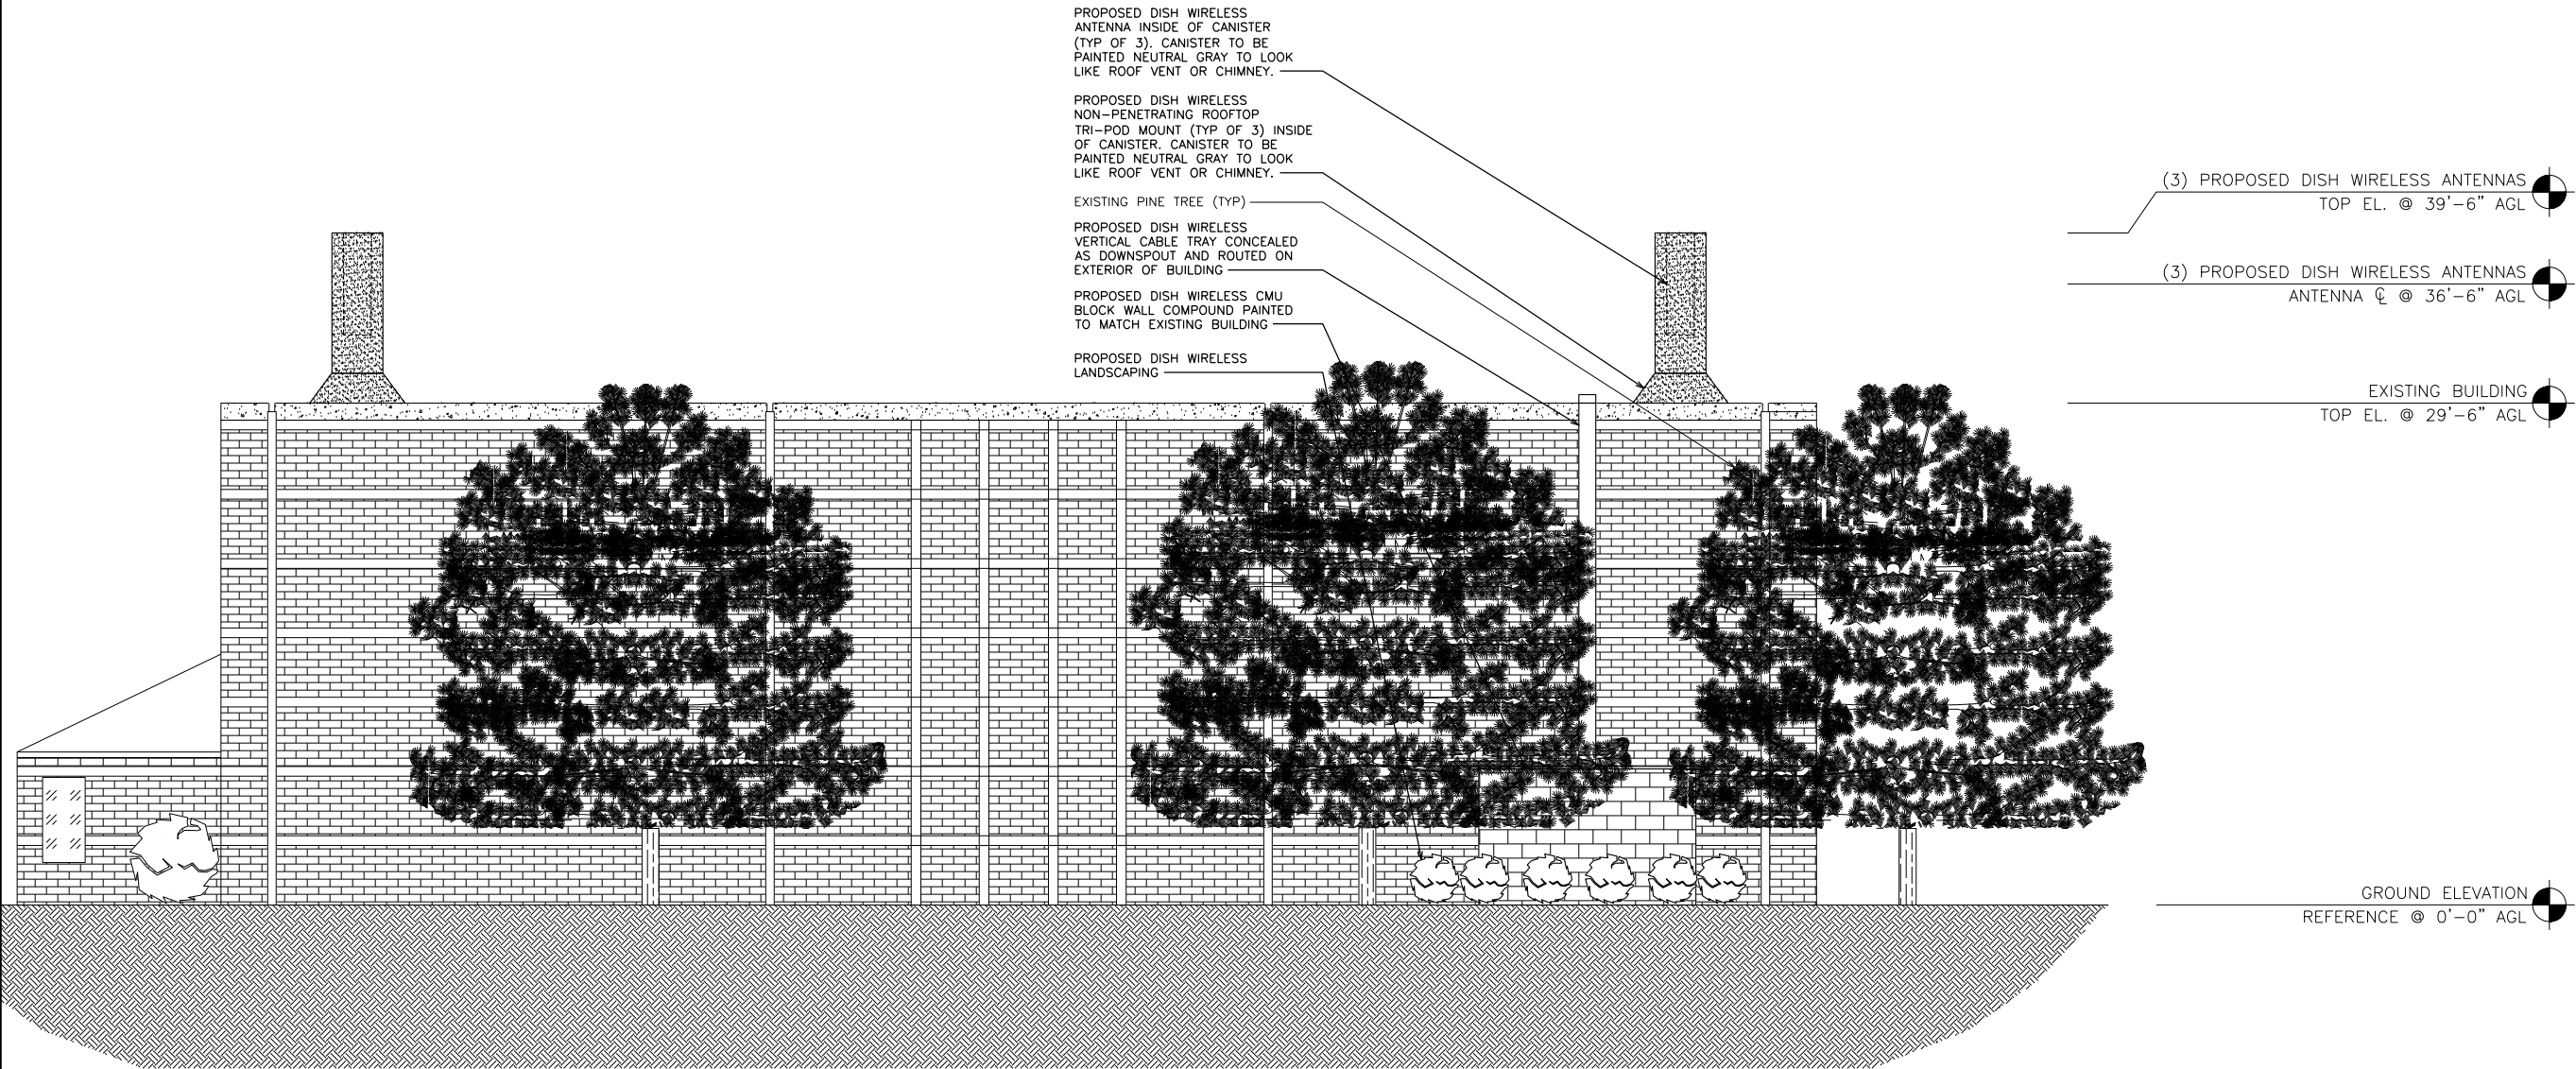 PROPOSED DISH WIRELESS
ANTENNA INSIDE OF CANISTER
(TYP OF 3). CANISTER TO BE
PAINTED NEUTRAL GRAY TO LOOK
LIKE ROOF VENT OR CHIMNEY.
PROPOSED DISH WIRELESS
NON-PENETRATING ROOFTOP
TRI-POD MOUNT (TYP OF 3) INSIDE
OF CANISTER. CANISTER TO BE
PAINTED NEUTRAL GRAY TO LOOK
LIKE ROOF VENT OR CHIMNEY.
EXISTING PINE TREE (TYP)
PROPOSED DISH WIRELESS
VERTICAL CABLE TRAY CONCEALED
AS DOWNSPOUT AND ROUTED ON
EXTERIOR OF BUILDING
PROPOSED DISH WIRELESS CMU
BLOCK WALL COMPOUND PAINTED
TO MATCH EXISTING BUILDING
PROPOSED DISH WIRELESS
LANDSCAPING
(3) PROPOSED DISH WIRELESS ANTENNAS
TOP EL. @ 39'-6" AGL
(3) PROPOSED DISH WIRELESS ANTENNAS
ANTENNA ℄ @ 36'-6" AGL
EXISTING BUILDING
TOP EL. @ 29'-6" AGL
GROUND ELEVATION
REFERENCE @ 0'-0" AGL